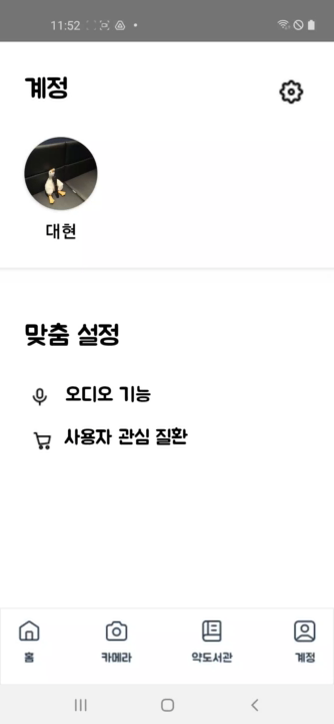 11:52
계정
대현
맞춤 설정
오디오 기능
사용자 관심 질환
홈
카메라
약도서관
계정